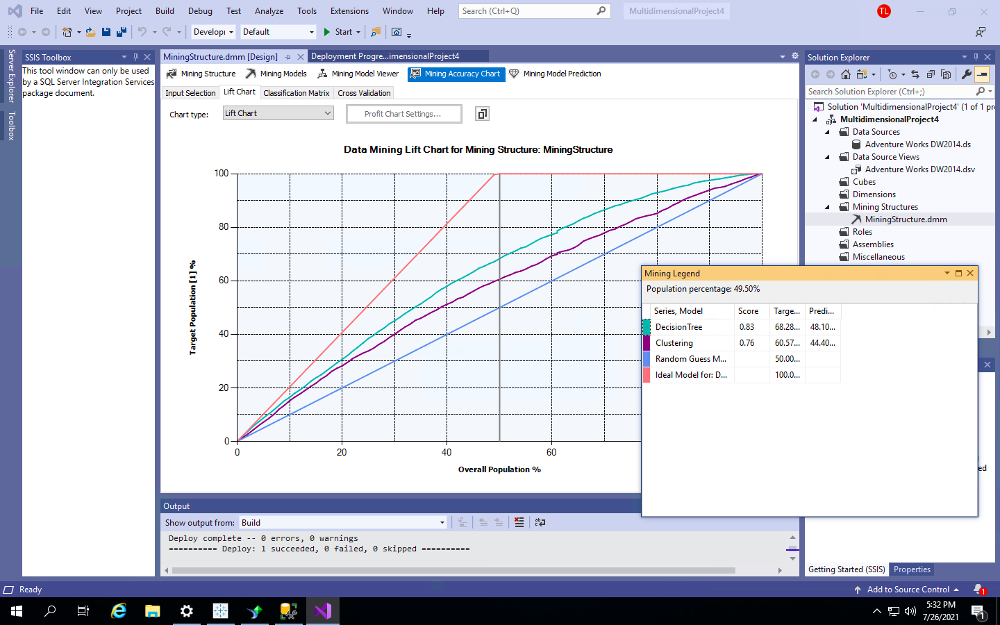 File Edit View Project Build Debug Test Analyze Tools Extensions Window Help Search (Ctrl+Q) MultidimensionalProject4 TL
Developı Default Start
Server Explorer
Toolbox
SSIS Toolbox
This tool window can only be used
by a SQL Server Integration Services
package document.
MiningStructure.dmm [Design] Deployment Progre...imensionalProject4
Mining Structure Mining Models Mining Model Viewer Mining Accuracy Chart Mining Model Prediction
Input Selection Lift Chart Classification Matrix Cross Validation
Chart type: Lift Chart Profit Chart Settings...
Data Mining Lift Chart for Mining Structure: MiningStructure
Target Population [1] %
100
80
60
40
20
0
0 20 40 60
Overall Population %
Output
Show output from: Build
Deploy complete -- 0 errors, 0 warnings
========== Deploy: 1 succeeded, 0 failed, 0 skipped ==========
Solution Explorer
Search Solution Explorer (Ctrl+;)
Solution 'MultidimensionalProject4' (1 of 1 pr
MultidimensionalProject4
Data Sources
Adventure Works DW2014.ds
Data Source Views
Adventure Works DW2014.dsv
Cubes
Dimensions
Mining Structures
MiningStructure.dmm
Roles
Assemblies
Miscellaneous
Mining Legend
Population percentage: 49.50%
Series, Model Score Targe... Predi...
DecisionTree 0.83 68.28... 48.10...
Clustering 0.76 60.57... 44.40...
Random Guess M... 50.00...
Ideal Model for: D... 100.0...
ed
Getting Started (SSIS) Properties
Ready Add to Source Control 1
5:32 PM
7/26/2021
1